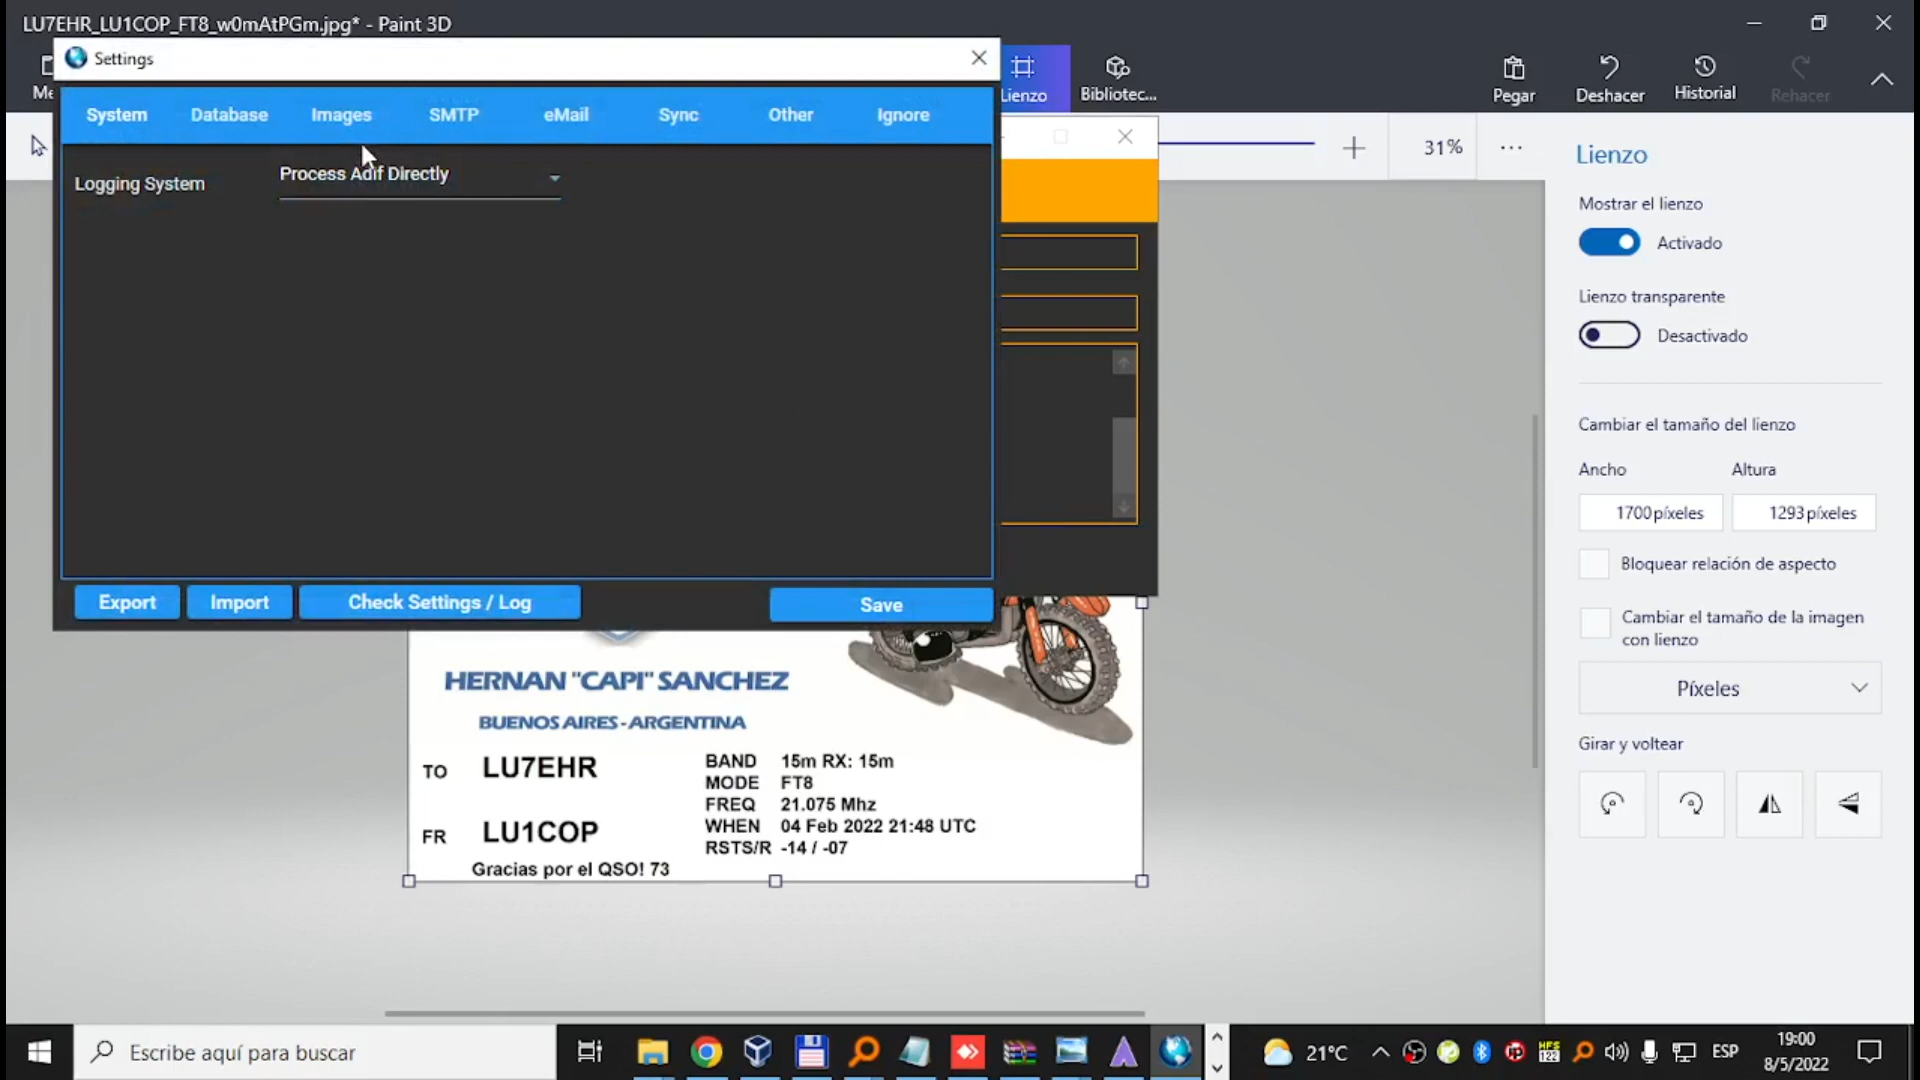 LU7EHR_LU1COP_FT8_w0mAtPGm.jpg* - Paint 3D
Me
Lienzo
Bibliotec...
Pegar
Deshacer
Historial
Rehacer
Settings
System Database Images SMTP eMail Sync Other Ignore
Logging System Process Adif Directly
Export Import Check Settings / Log Save
31%
Lienzo
Mostrar el lienzo
Activado
Lienzo transparente
Desactivado
Cambiar el tamaño del lienzo
Ancho Altura
1700píxeles 1293píxeles
Bloquear relación de aspecto
Cambiar el tamaño de la imagen
con lienzo
Píxeles
Girar y voltear
HERNAN "CAPI" SANCHEZ
BUENOS AIRES - ARGENTINA
TO LU7EHR
FR LU1COP
Gracias por el QSO! 73
BAND 15m RX: 15m
MODE FT8
FREQ 21.075 Mhz
WHEN 04 Feb 2022 21:48 UTC
RSTS/R -14 / -07
Escribe aquí para buscar
21°C
HFS
122
ESP
19:00
8/5/2022